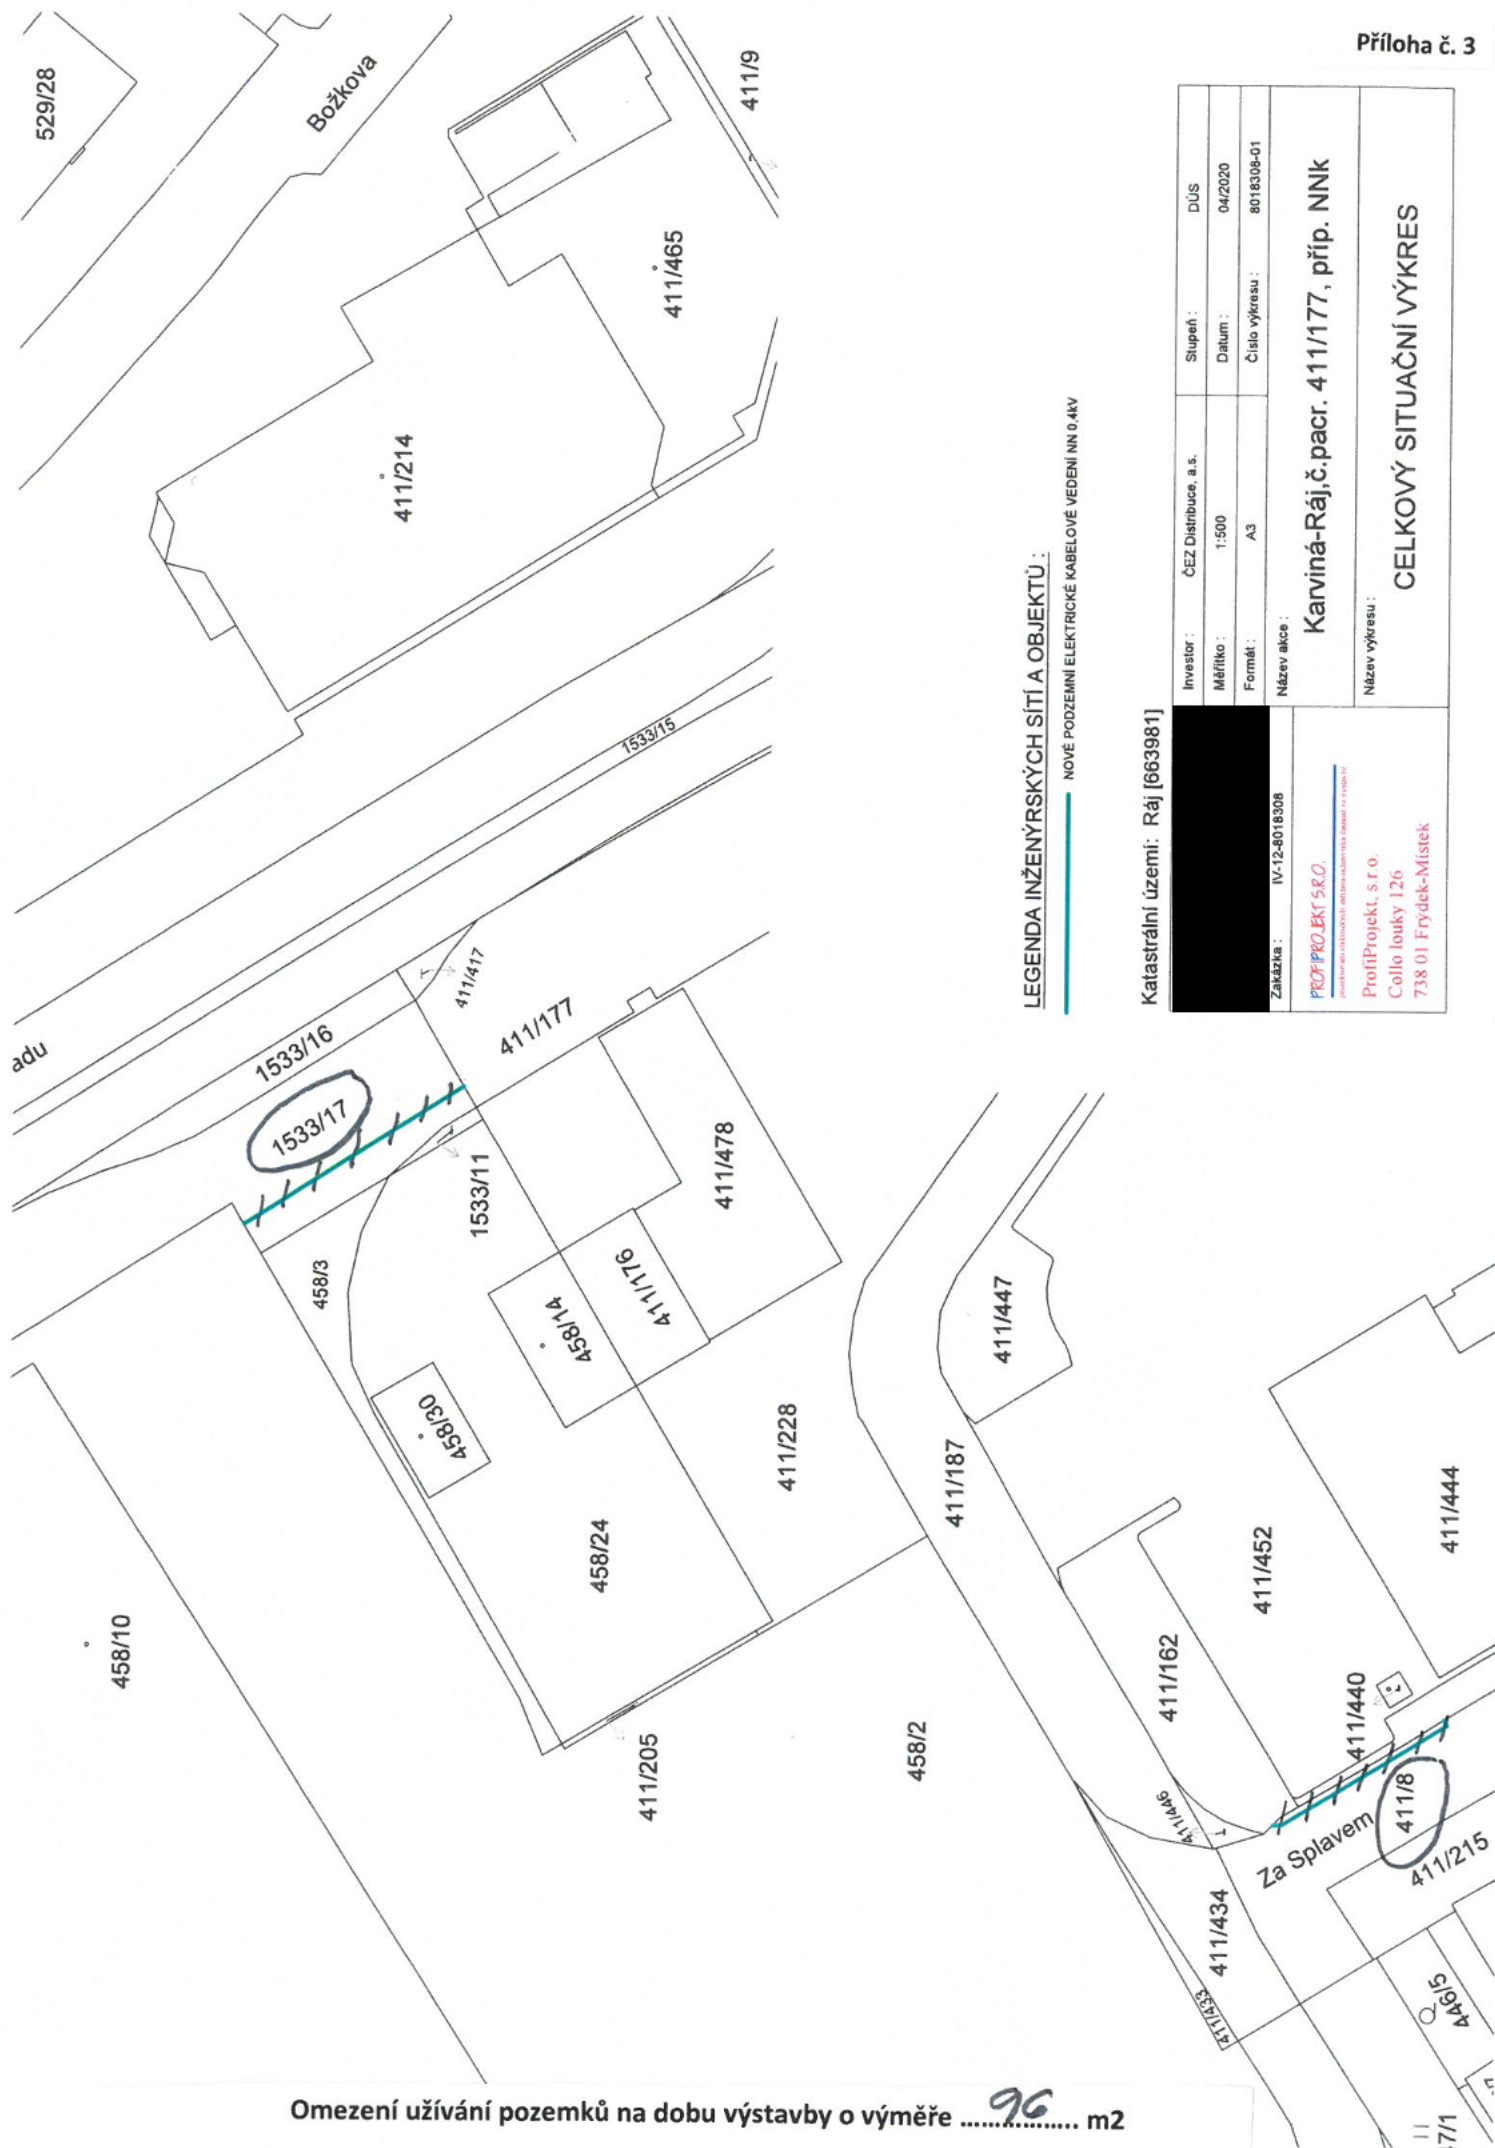 Příloha č. 3
529/28
Božkova
411/9
411/465
411/214
1533/15
adu
1533/16
1533/17
411/417
411/177
1533/11
411/478
458/3
458/14
411/176
458/30
411/447
411/228
411/187
458/24
458/10
411/452
411/444
411/162
411/205
458/2
411/440
411/446
Za Splavem
411/8
411/215
411/434
411/433
446/5
7/1
LEGENDA INŽENÝRSKÝCH SÍTÍ A OBJEKTŮ :
NOVÉ PODZEMNÍ ELEKTRICKÉ KABELOVÉ VEDENÍ NN 0,4kV
Katastrální území: Ráj [663981]
Investor : ČEZ Distribuce, a.s. Stupeň : DÚS
Měřítko : 1:500 Datum : 04/2020
Formát : A3 Číslo výkresu : 8018308-01
Zakázka : IV-12-8018308
Název akce :
Karviná-Ráj,č.pacr. 411/177, příp. NNk
Název výkresu :
CELKOVÝ SITUAČNÍ VÝKRES
PROFIPROJEKT S.R.O.
ProfiProjekt, s.r.o.
Collo louky 126
738 01 Frýdek-Místek
Omezení užívání pozemků na dobu výstavby o výměře ......96...... m2